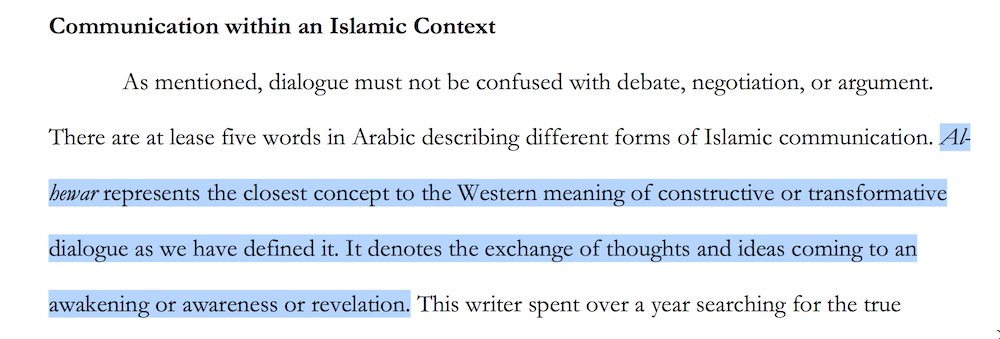 Communication within an Islamic Context
As mentioned, dialogue must not be confused with debate, negotiation, or argument.
There are at lease five words in Arabic describing different forms of Islamic communication. Al-
hewar represents the closest concept to the Western meaning of constructive or transformative
dialogue as we have defined it. It denotes the exchange of thoughts and ideas coming to an
awakening or awareness or revelation. This writer spent over a year searching for the true